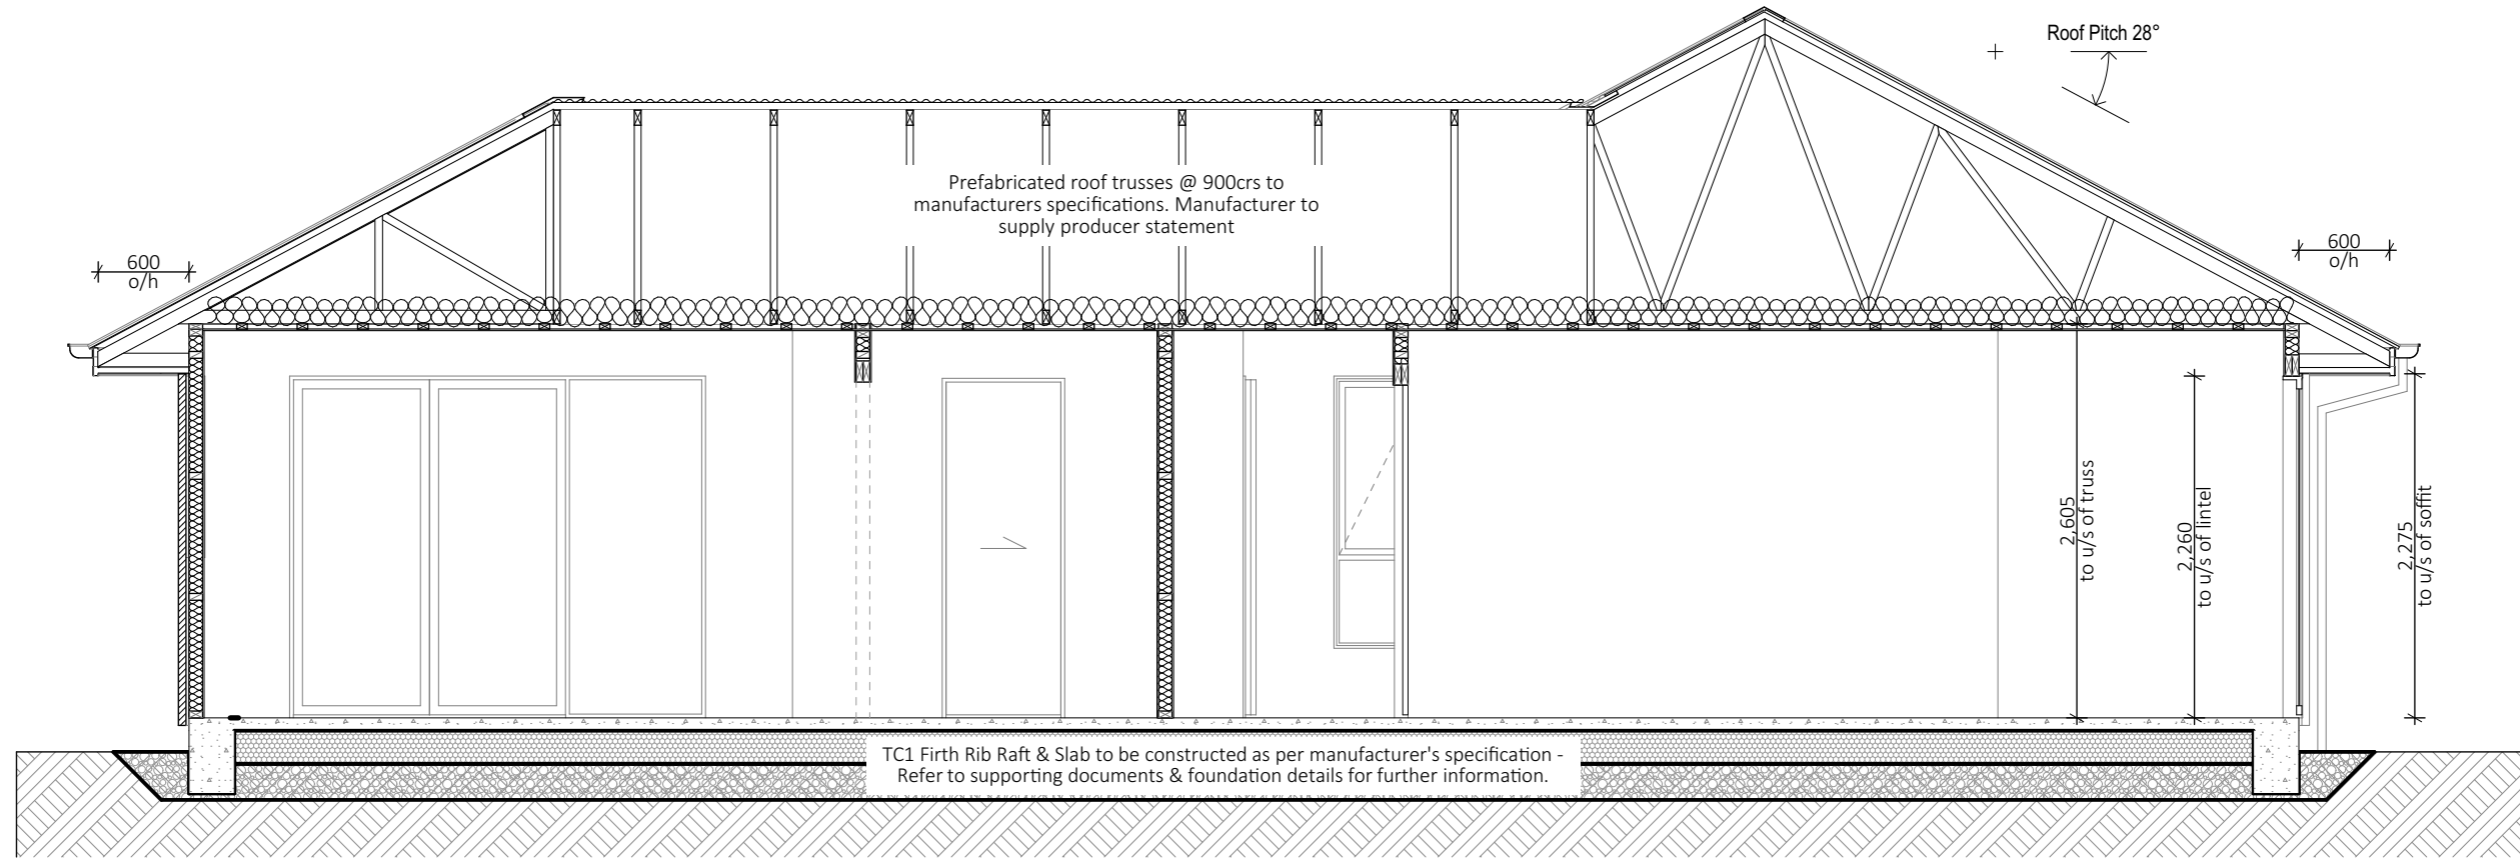 Roof Pitch 28°
Prefabricated roof trusses @ 900crs to
manufacturers specifications. Manufacturer to
supply producer statement
600
o/h
600
o/h
2,605
to u/s of truss
2,260
to u/s of lintel
2,275
to u/s of soffit
TC1 Firth Rib Raft & Slab to be constructed as per manufacturer's specification -
Refer to supporting documents & foundation details for further information.